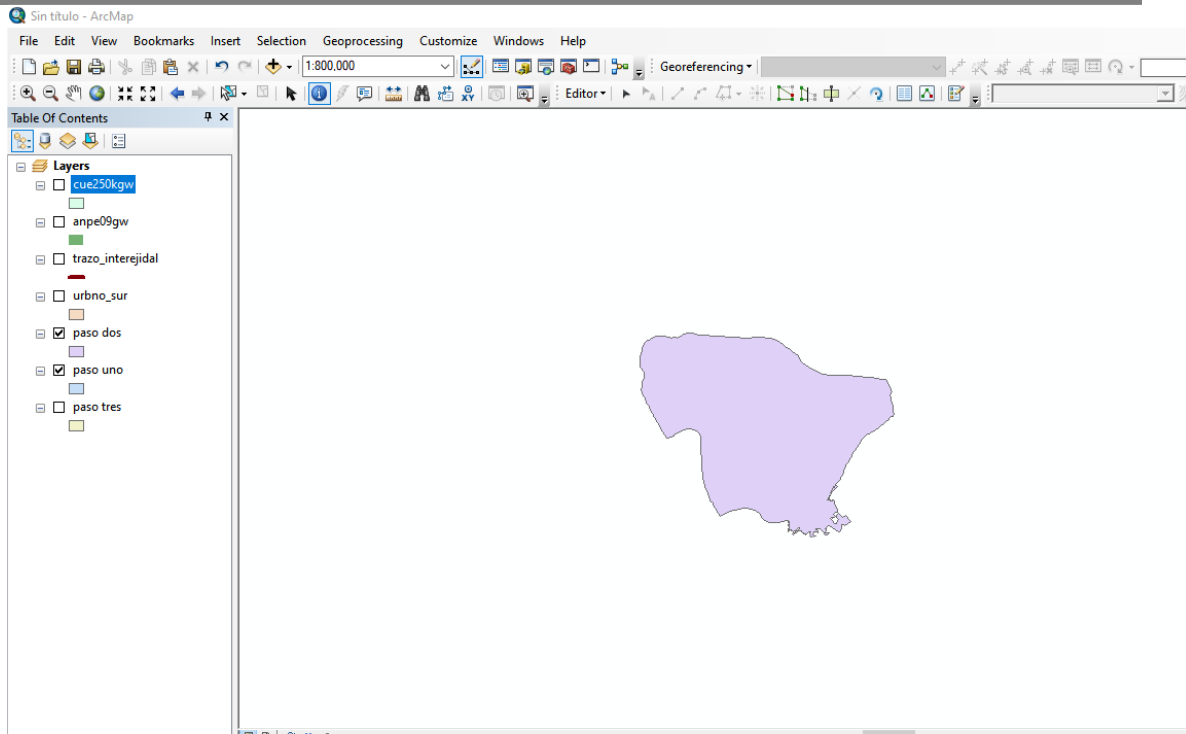 Sin título - ArcMap
File Edit View Bookmarks Insert Selection Geoprocessing Customize Windows Help
1:800,000 Georeferencing
Editor
Table Of Contents
Layers
cue250kgw
anpe09gw
trazo_interejidal
urbno_sur
paso dos
paso uno
paso tres